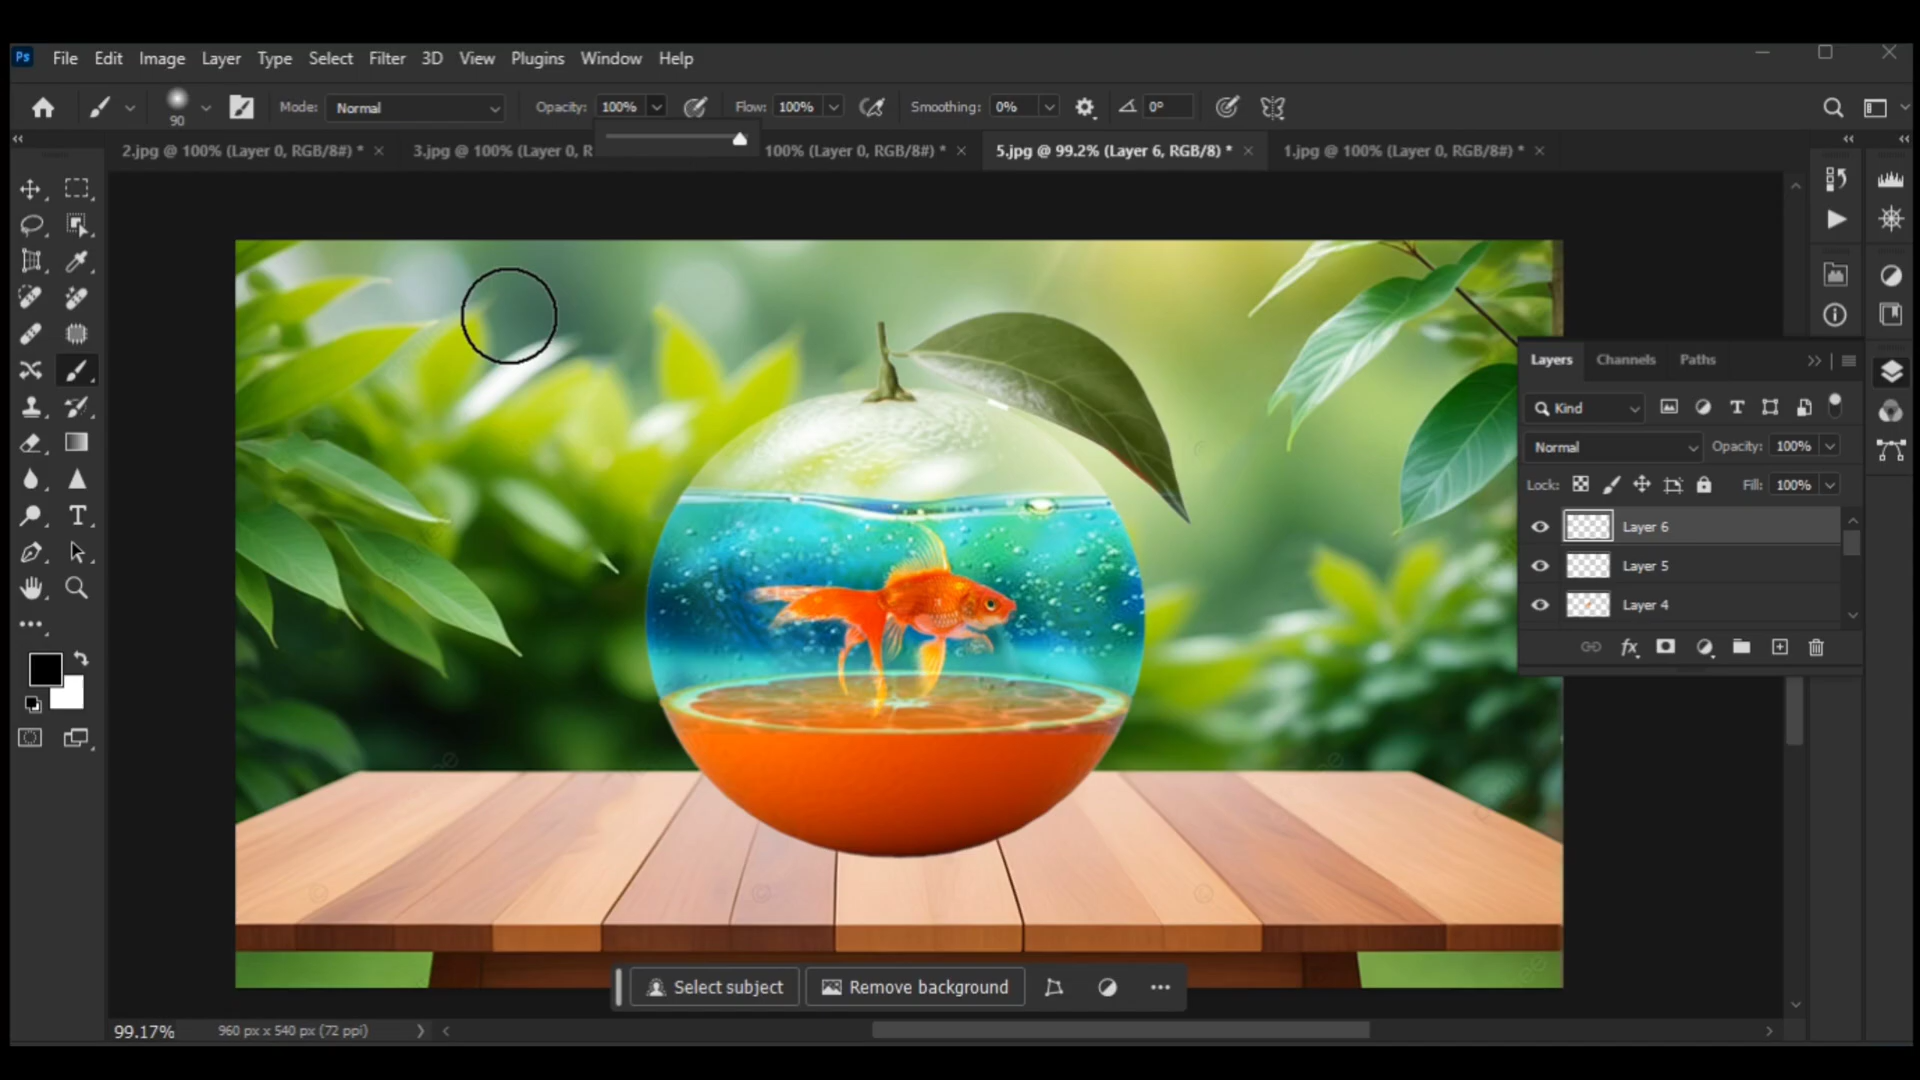 Ps File Edit Image Layer Type Select Filter 3D View Plugins Window Help
90 Mode: Normal Opacity: 100% Flow: 100% Smoothing: 0% 0°
2.jpg @ 100% (Layer 0, RGB/8#) * 3.jpg @ 100% (Layer 0, R 100% (Layer 0, RGB/8#) * 5.jpg @ 99.2% (Layer 6, RGB/8) * 1.jpg @ 100% (Layer 0, RGB/8#) *
Layers Channels Paths
Kind
Normal Opacity: 100%
Lock: Fill: 100%
Layer 6
Layer 5
Layer 4
fx
Select subject Remove background
99.17% 960 px x 540 px (72 ppi)